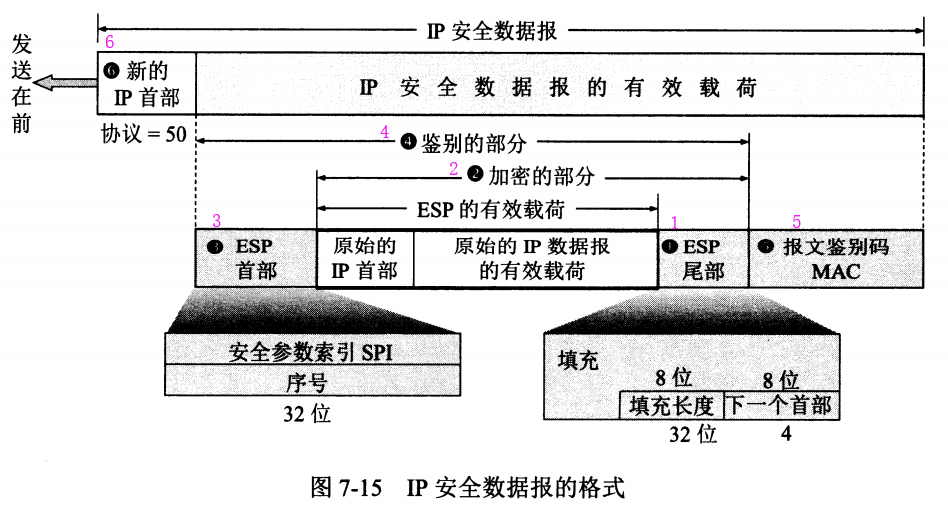 IP 安全数据报
发送在前
6
❻ 新的
IP 首部
IP 安全数据报的有效载荷
协议 = 50
4 ❹ 鉴别的部分
2 ❷ 加密的部分
ESP 的有效载荷
3
❸ ESP
首部
原始的
IP 首部
原始的 IP 数据报
的有效载荷
1
❶ ESP
尾部
5
❺ 报文鉴别码
MAC
安全参数索引 SPI
序号
32 位
填充
8 位
8 位
填充长度
下一个首部
32 位
4
图 7-15 IP 安全数据报的格式